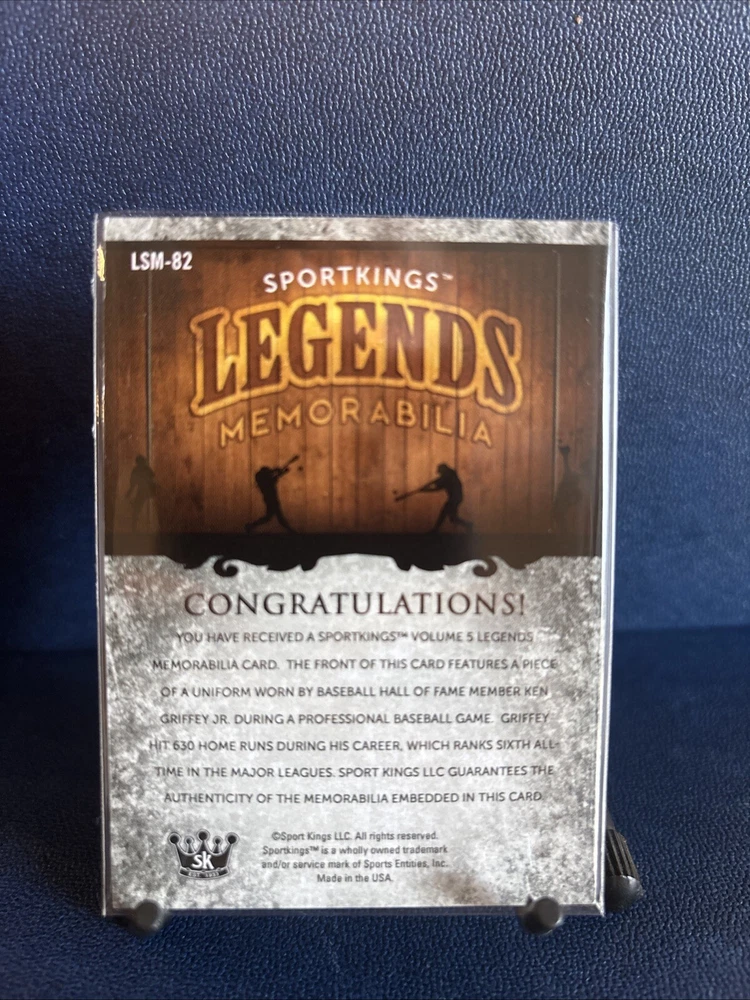 LSM-82
SPORTKINGS™
LEGENDS
MEMORABILIA
CONGRATULATIONS!
YOU HAVE RECEIVED A SPORTKINGS™ VOLUME 5 LEGENDS
MEMORABILIA CARD. THE FRONT OF THIS CARD FEATURES A PIECE
OF A UNIFORM WORN BY BASEBALL HALL OF FAME MEMBER KEN
GRIFFEY JR. DURING A PROFESSIONAL BASEBALL GAME. GRIFFEY
HIT 630 HOME RUNS DURING HIS CAREER, WHICH RANKS SIXTH ALL-
TIME IN THE MAJOR LEAGUES. SPORT KINGS LLC GUARANTEES THE
AUTHENTICITY OF THE MEMORABILIA EMBEDDED IN THIS CARD.
SK
©Sport Kings LLC. All rights reserved.
Sportkings™ is a wholly owned trademark
and/or service mark of Sports Entities, Inc.
Made in the USA.